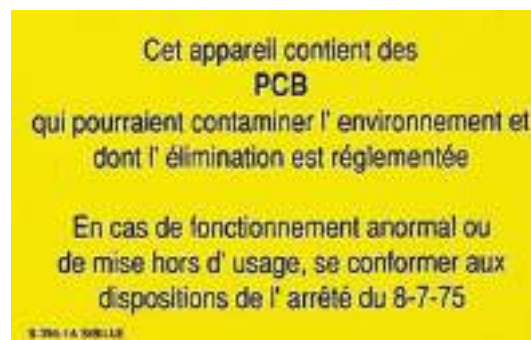 Cet appareil contient des
PCB
qui pourraient contaminer l' environnement et
dont l' élimination est réglementée
En cas de fonctionnement anormal ou
de mise hors d' usage, se conformer aux
dispositions de l' arrêté du 8-7-75